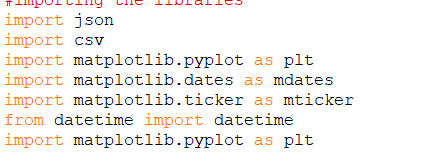 #importing the libraries
import json
import csv
import matplotlib.pyplot as plt
import matplotlib.dates as mdates
import matplotlib.ticker as mticker
from datetime import datetime
import matplotlib.pyplot as plt